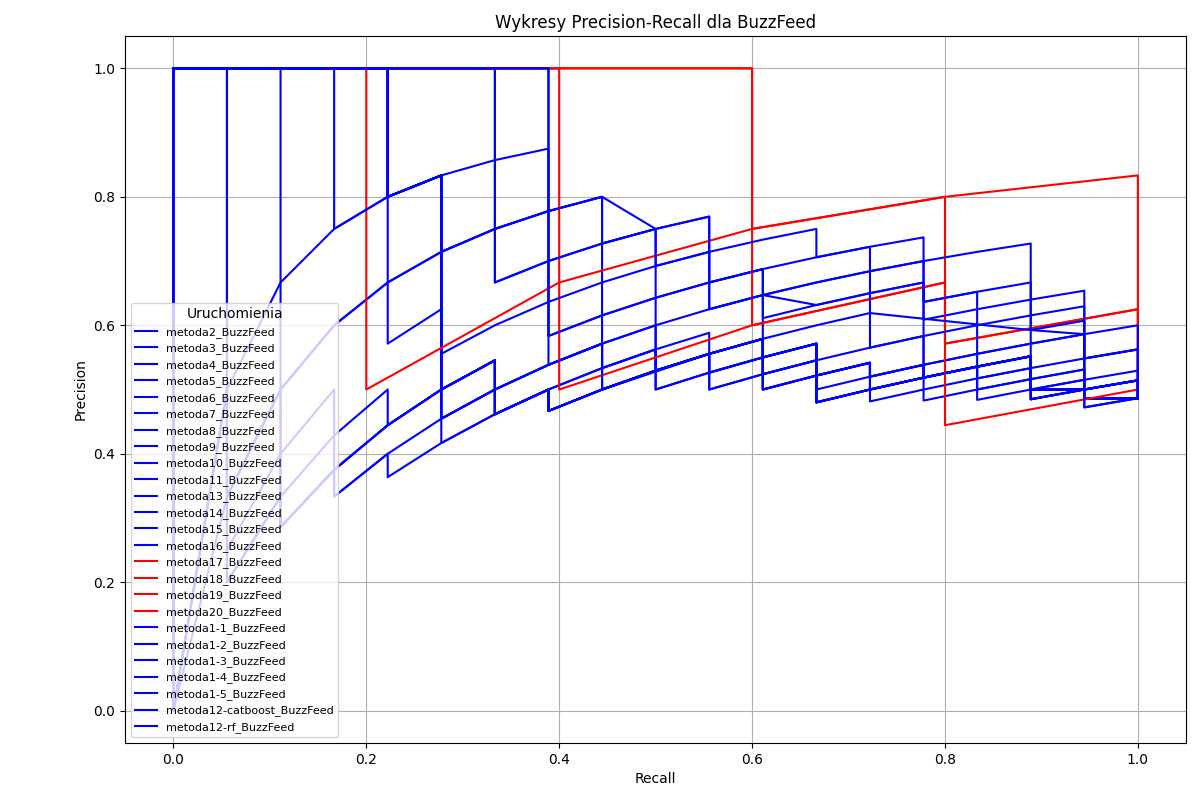 Wykresy Precision-Recall dla BuzzFeed
Precision
1.0
0.8
0.6
0.4
0.2
0.0
Uruchomienia
metoda2_BuzzFeed
metoda3_BuzzFeed
metoda4_BuzzFeed
metoda5_BuzzFeed
metoda6_BuzzFeed
metoda7_BuzzFeed
metoda8_BuzzFeed
metoda9_BuzzFeed
metoda10_BuzzFeed
metoda11_BuzzFeed
metoda13_BuzzFeed
metoda14_BuzzFeed
metoda15_BuzzFeed
metoda16_BuzzFeed
metoda17_BuzzFeed
metoda18_BuzzFeed
metoda19_BuzzFeed
metoda20_BuzzFeed
metoda1-1_BuzzFeed
metoda1-2_BuzzFeed
metoda1-3_BuzzFeed
metoda1-4_BuzzFeed
metoda1-5_BuzzFeed
metoda12-catboost_BuzzFeed
metoda12-rf_BuzzFeed
0.0 0.2 0.4 0.6 0.8 1.0
Recall